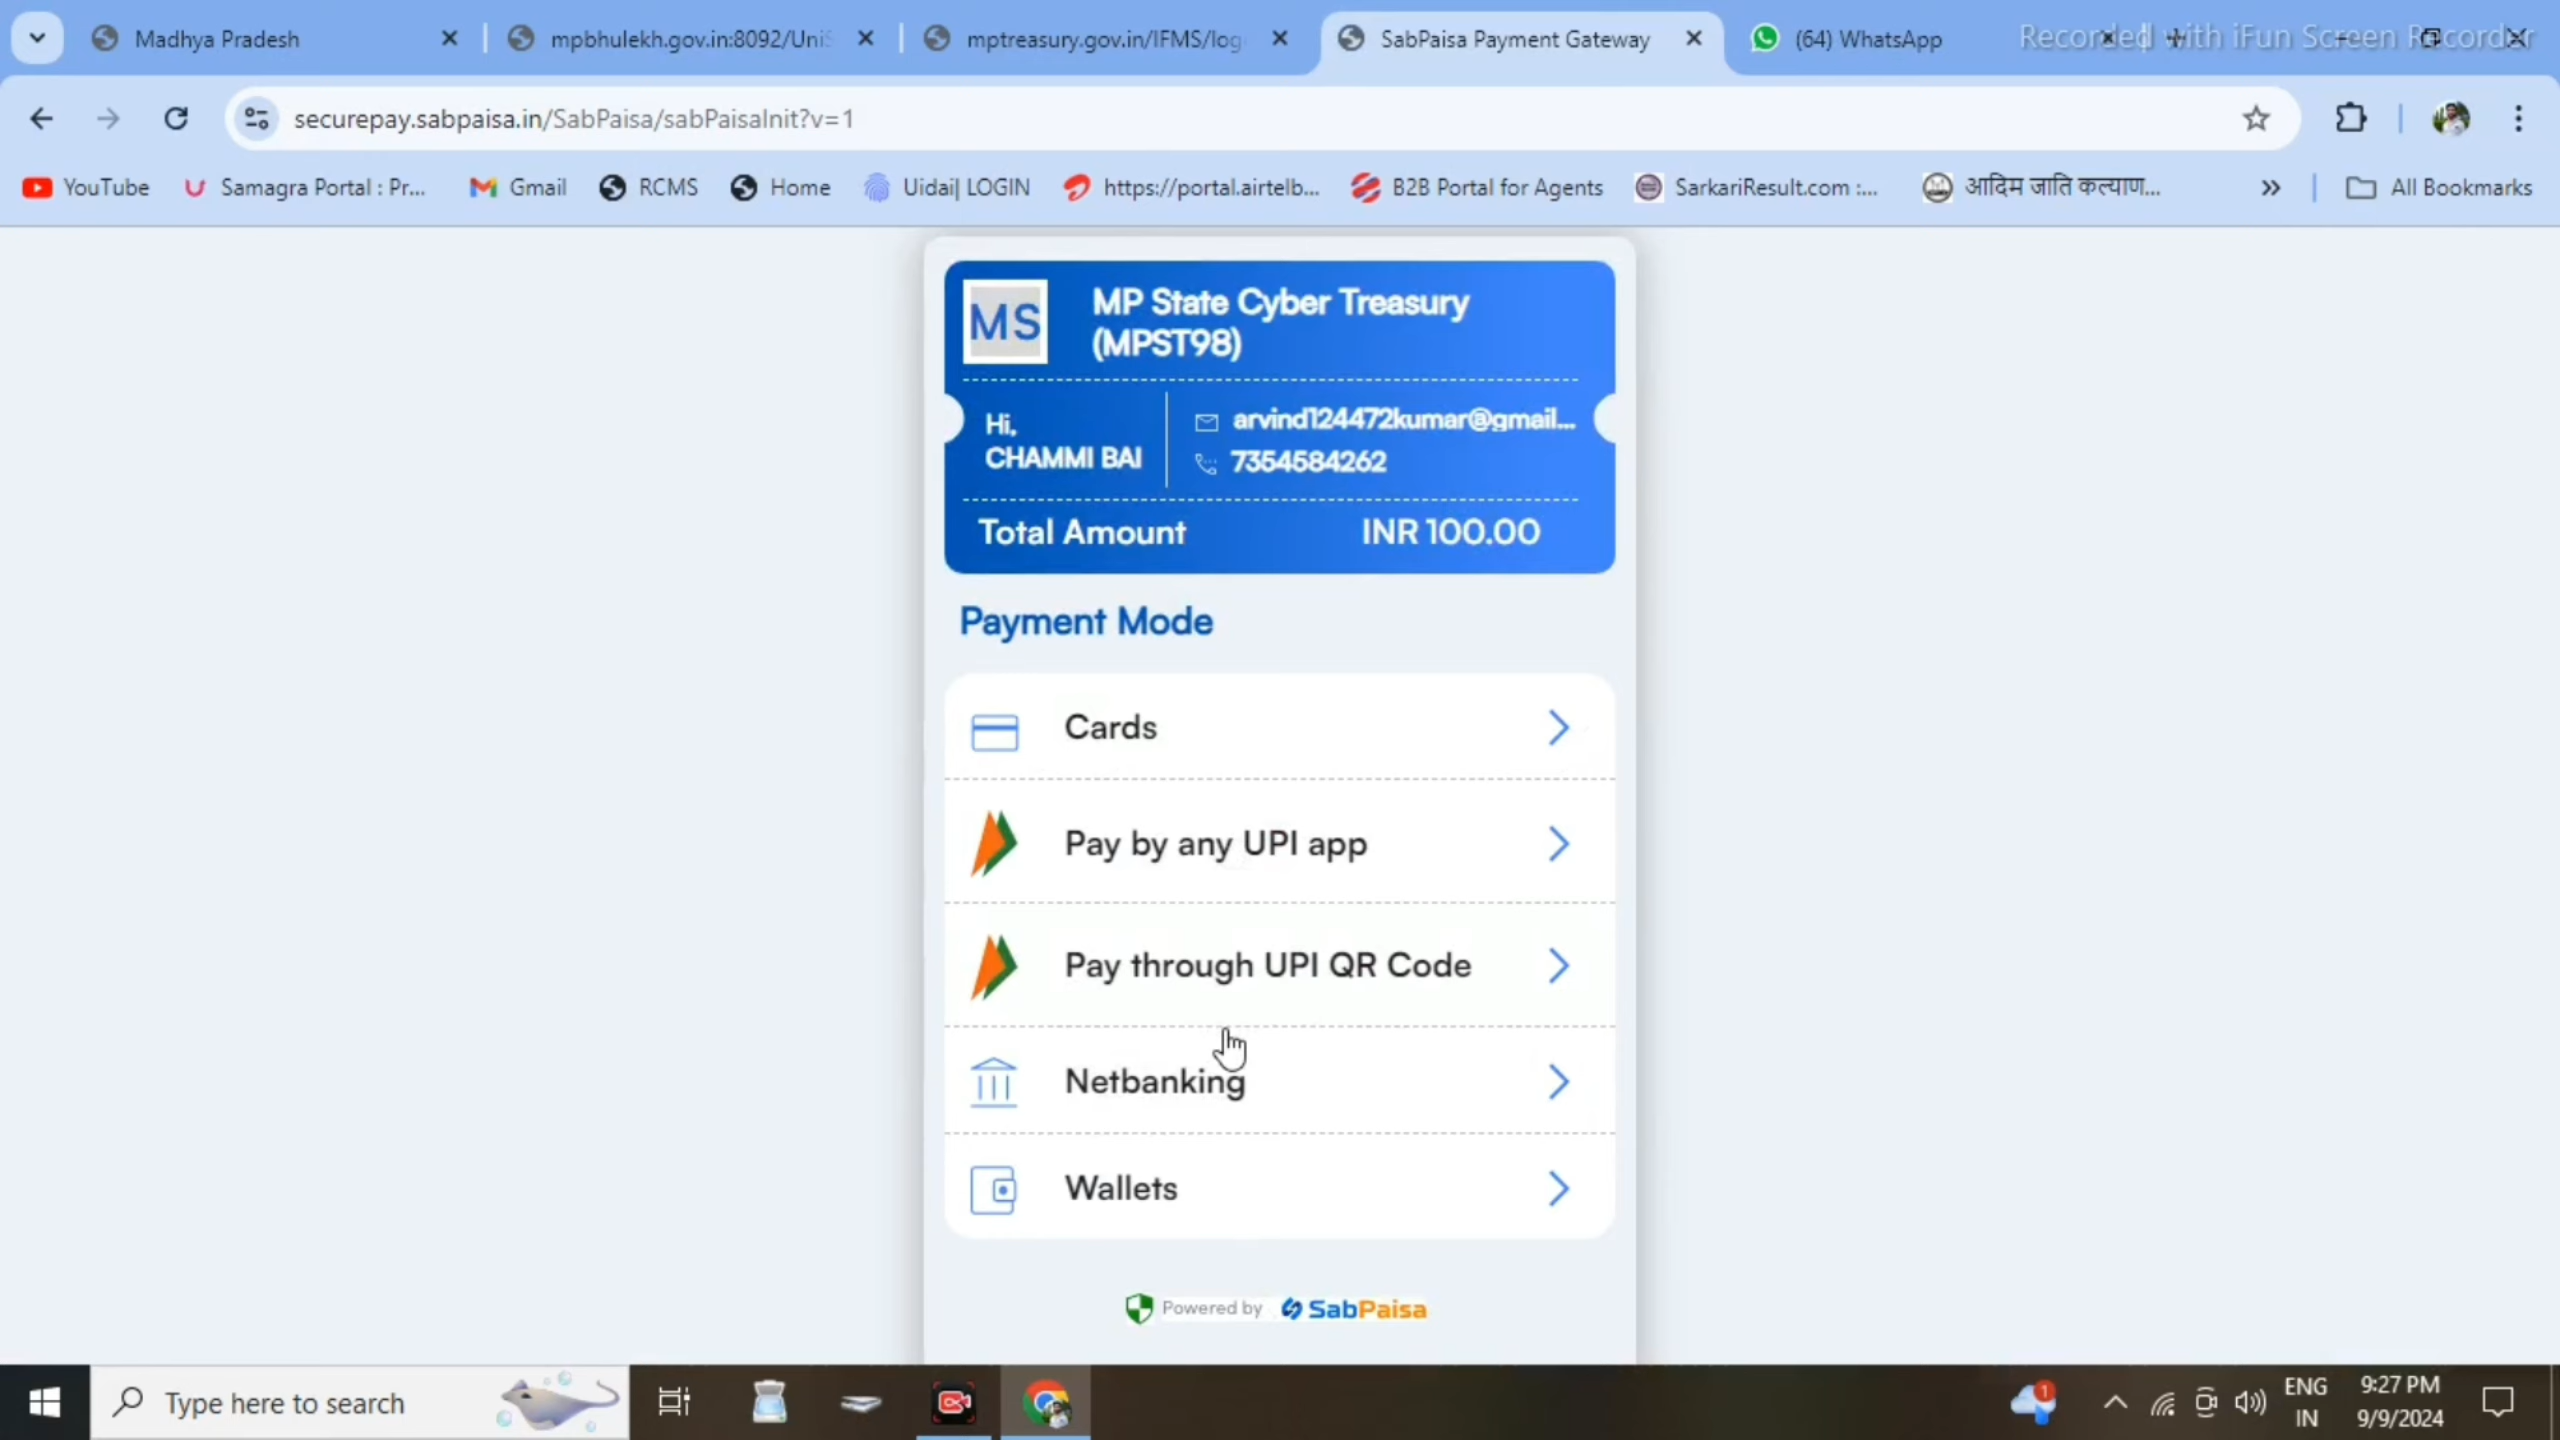 Madhya Pradesh
mpbhulekh.gov.in:8092/UniS
mptreasury.gov.in/IFMS/log
SabPaisa Payment Gateway
(64) WhatsApp
Recorded with iFun Screen Recorder
securepay.sabpaisa.in/SabPaisa/sabPaisaInit?v=1
YouTube
Samagra Portal : Pr...
Gmail
RCMS
Home
Uidai| LOGIN
https://portal.airtelb...
B2B Portal for Agents
SarkariResult.com :...
आदिम जाति कल्याण...
All Bookmarks
MS
MP State Cyber Treasury
(MPST98)
Hi,
CHAMMI BAI
arvind124472kumar@gmail...
7354584262
Total Amount
INR 100.00
Payment Mode
Cards
Pay by any UPI app
Pay through UPI QR Code
Netbanking
Wallets
Powered by SabPaisa
Type here to search
1
ENG
IN
9:27 PM
9/9/2024